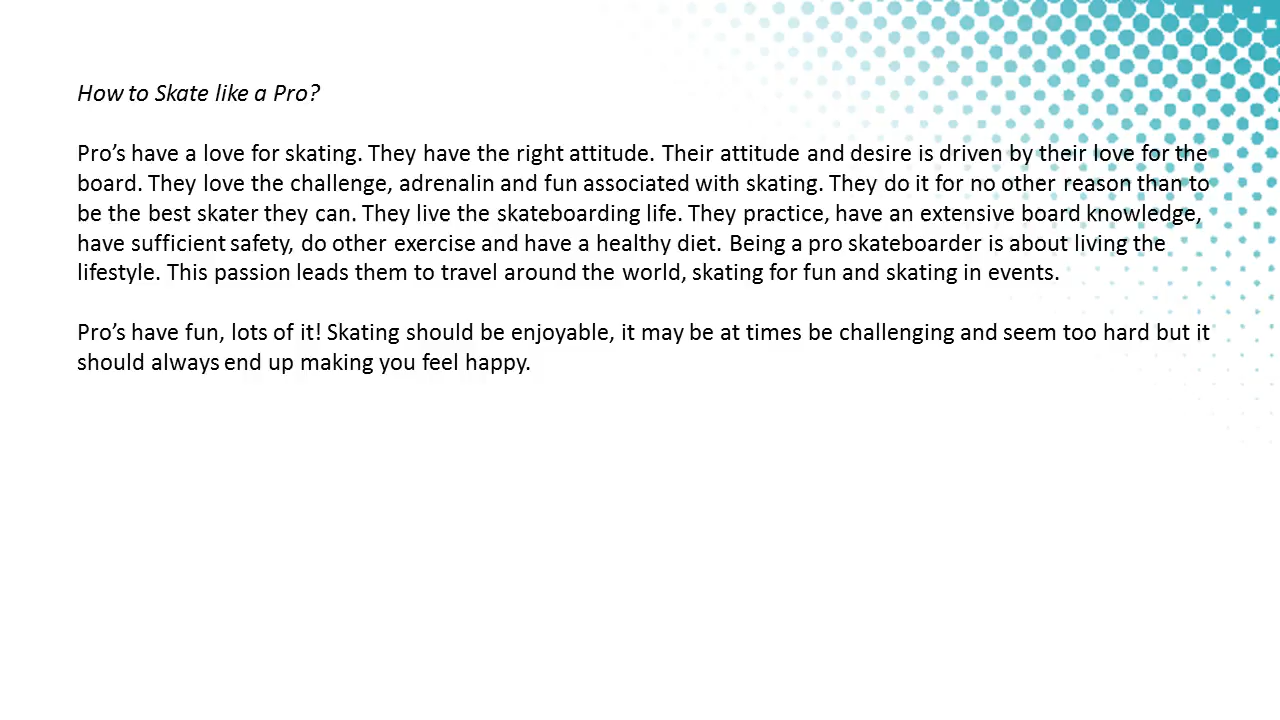 How to Skate like a Pro?
Pro’s have a love for skating. They have the right attitude. Their attitude and desire is driven by their love for the
board. They love the challenge, adrenalin and fun associated with skating. They do it for no other reason than to
be the best skater they can. They live the skateboarding life. They practice, have an extensive board knowledge,
have sufficient safety, do other exercise and have a healthy diet. Being a pro skateboarder is about living the
lifestyle. This passion leads them to travel around the world, skating for fun and skating in events.
Pro’s have fun, lots of it! Skating should be enjoyable, it may be at times be challenging and seem too hard but it
should always end up making you feel happy.